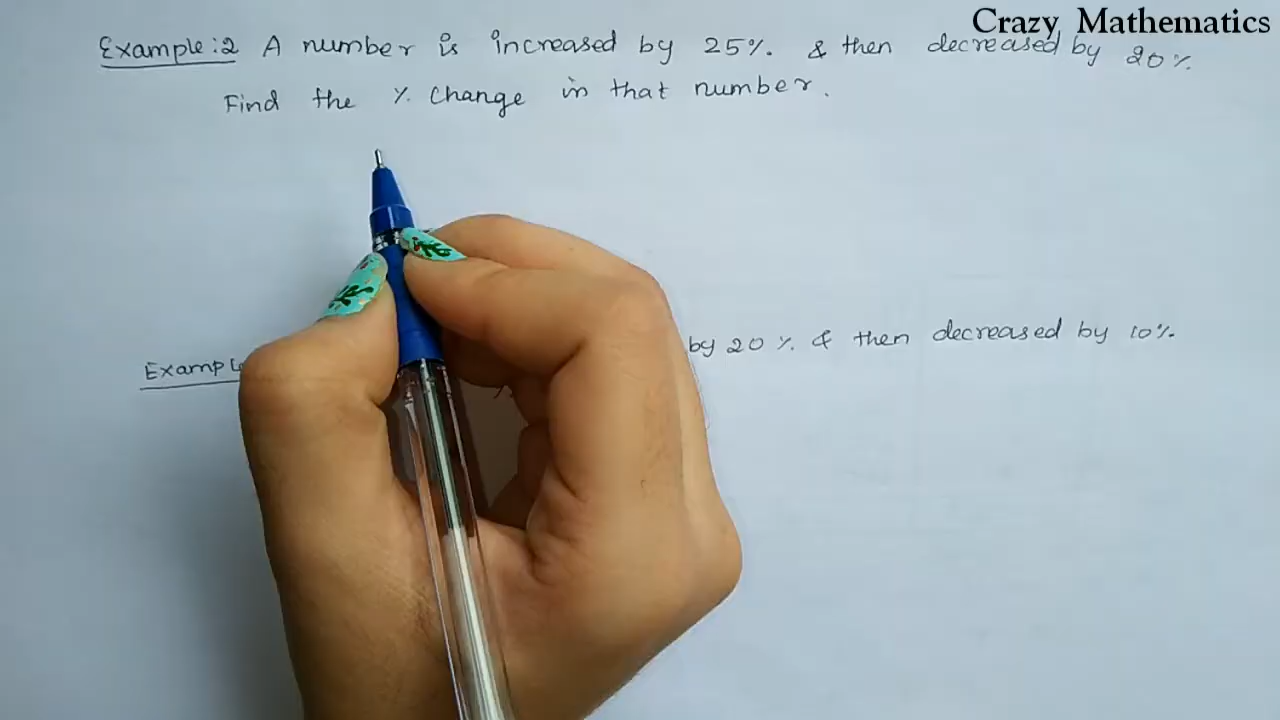 Crazy Mathematics
Example:2 A number is increased by 25%. & then decreased by 20%.
Find the % change in that number.
by 20% & then decreased by 10%.